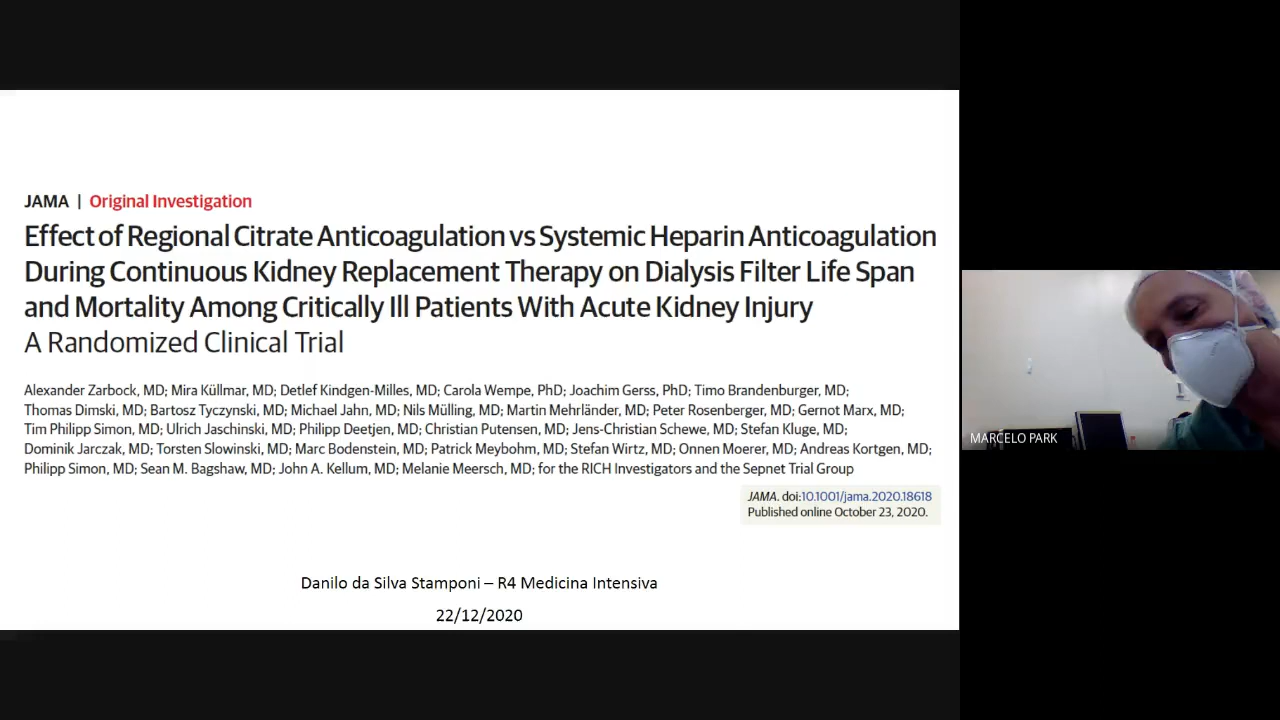 JAMA | Original Investigation
Effect of Regional Citrate Anticoagulation vs Systemic Heparin Anticoagulation
During Continuous Kidney Replacement Therapy on Dialysis Filter Life Span
and Mortality Among Critically Ill Patients With Acute Kidney Injury
A Randomized Clinical Trial
Alexander Zarbock, MD; Mira Küllmar, MD; Detlef Kindgen-Milles, MD; Carola Wempe, PhD; Joachim Gerss, PhD; Timo Brandenburger, MD;
Thomas Dimski, MD; Bartosz Tyczynski, MD; Michael Jahn, MD; Nils Mülling, MD; Martin Mehrländer, MD; Peter Rosenberger, MD; Gernot Marx, MD;
Tim Philipp Simon, MD; Ulrich Jaschinski, MD; Philipp Deetjen, MD; Christian Putensen, MD; Jens-Christian Schewe, MD; Stefan Kluge, MD;
Dominik Jarczak, MD; Torsten Slowinski, MD; Marc Bodenstein, MD; Patrick Meybohm, MD; Stefan Wirtz, MD; Onnen Moerer, MD; Andreas Kortgen, MD;
Philipp Simon, MD; Sean M. Bagshaw, MD; John A. Kellum, MD; Melanie Meersch, MD; for the RICH Investigators and the Sepnet Trial Group
JAMA. doi:10.1001/jama.2020.18618
Published online October 23, 2020.
Danilo da Silva Stamponi – R4 Medicina Intensiva
22/12/2020
MARCELO PARK